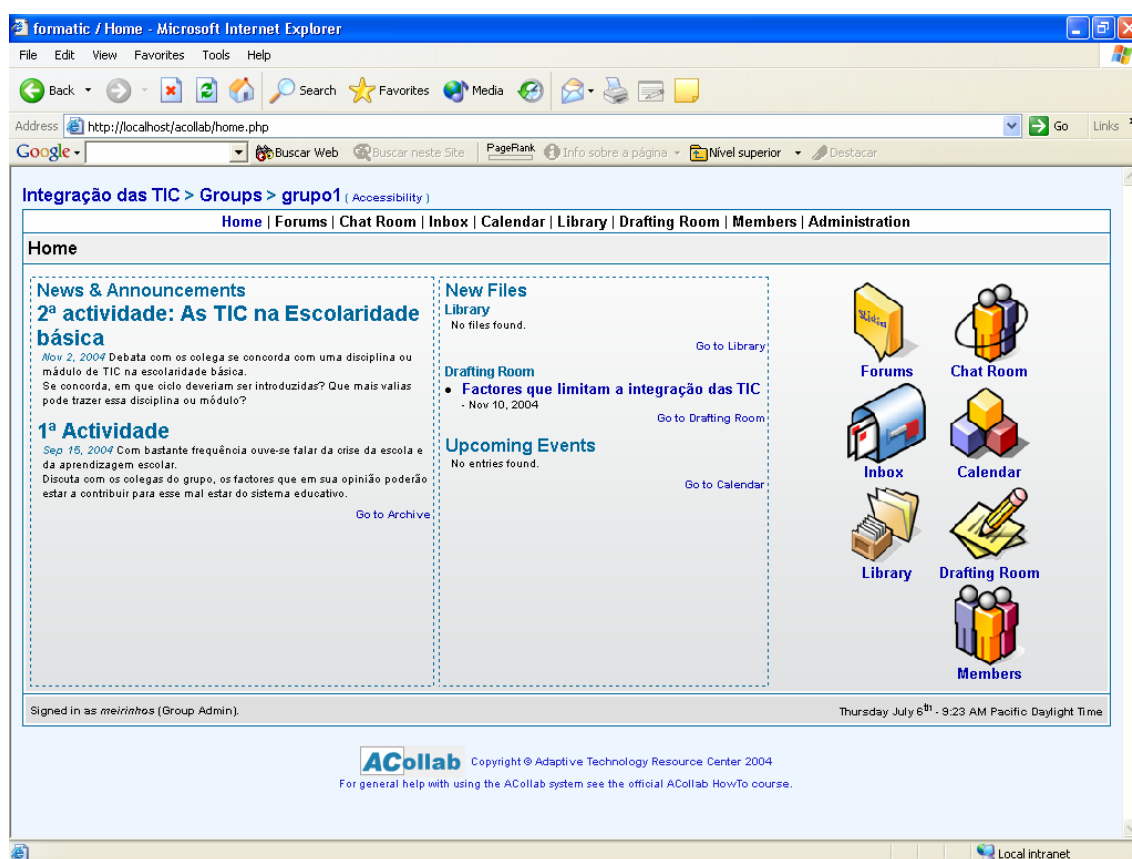 formatic / Home - Microsoft Internet Explorer
File Edit View Favorites Tools Help
Back Search Favorites Media
Address http://localhost/acollab/home.php Go Links
Google Buscar Web Buscar neste Site PageRank Info sobre a página Nível superior Destacar
Integração das TIC > Groups > grupo1 ( Accessibility )
Home | Forums | Chat Room | Inbox | Calendar | Library | Drafting Room | Members | Administration
Home
News & Announcements
2ª actividade: As TIC na Escolaridade
básica
Nov 2, 2004 Debata com os colega se concorda com uma disciplina ou
mádulo de TIC na escolaridade básica.
Se concorda, em que ciclo deveriam ser introduzidas? Que mais valias
pode trazer essa disciplina ou módulo?
1ª Actividade
Sep 15, 2004 Com bastante frequência ouve-se falar da crise da escola e
da aprendizagem escolar.
Discuta com os colegas do grupo, os factores que em sua opinião poderão
estar a contribuir para esse mal estar do sistema educativo.
Go to Archive
New Files
Library
No files found.
Go to Library
Drafting Room
• Factores que limitam a integração das TIC
- Nov 10, 2004
Go to Drafting Room
Upcoming Events
No entries found.
Go to Calendar
Forums Chat Room
Inbox Calendar
Library Drafting Room
Members
Signed in as meirinhos (Group Admin). Thursday July 6th - 9:23 AM Pacific Daylight Time
ACollab Copyright © Adaptive Technology Resource Center 2004
For general help with using the ACollab system see the official ACollab HowTo course.
Local intranet